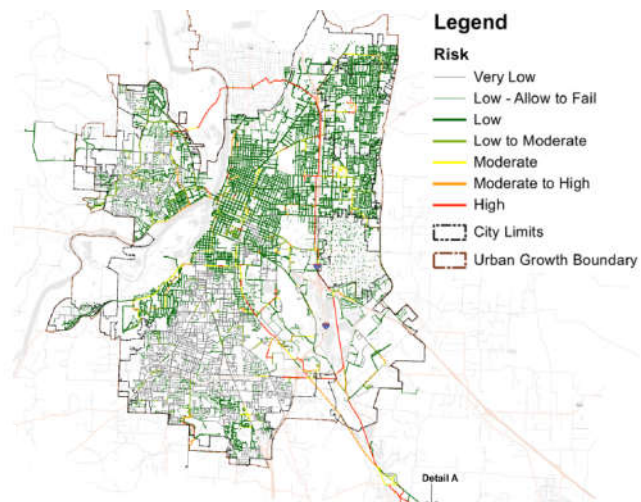 Legend
Risk
Very Low
Low - Allow to Fail
Low
Low to Moderate
Moderate
Moderate to High
High
City Limits
Urban Growth Boundary
Detail A